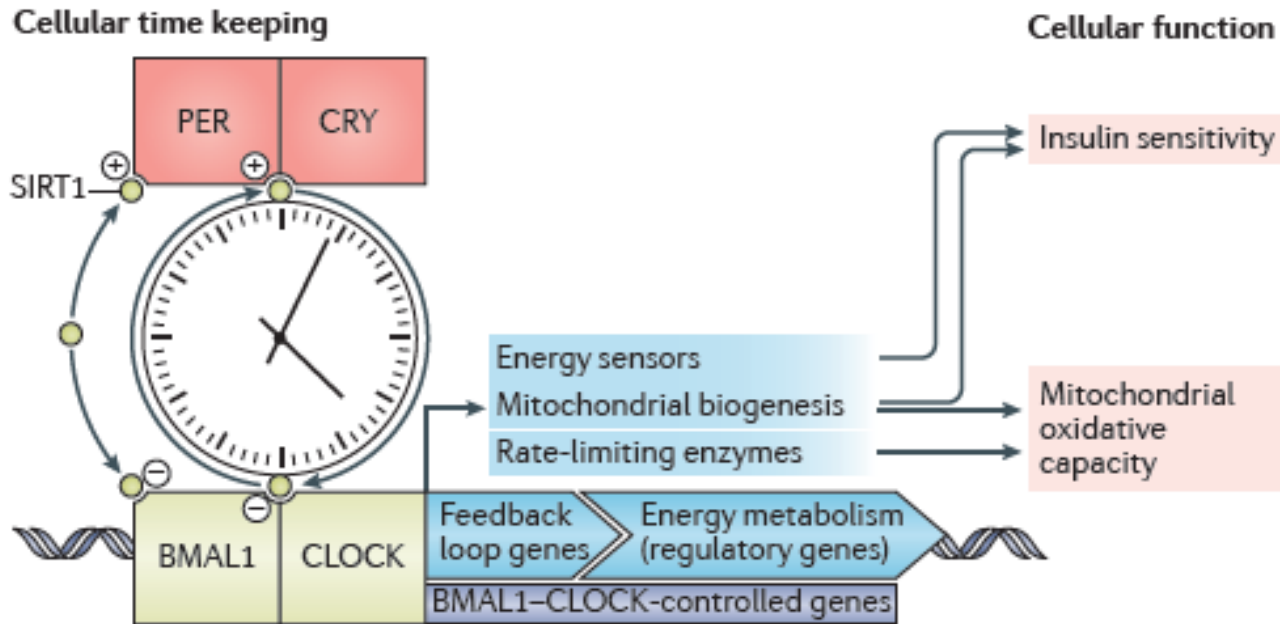 Cellular time keeping
Cellular function
PER
CRY
+
+
SIRT1
Insulin sensitivity
Energy sensors
Mitochondrial biogenesis
Rate-limiting enzymes
Mitochondrial
oxidative
capacity
−
−
BMAL1
CLOCK
Feedback
loop genes
Energy metabolism
(regulatory genes)
BMAL1–CLOCK-controlled genes